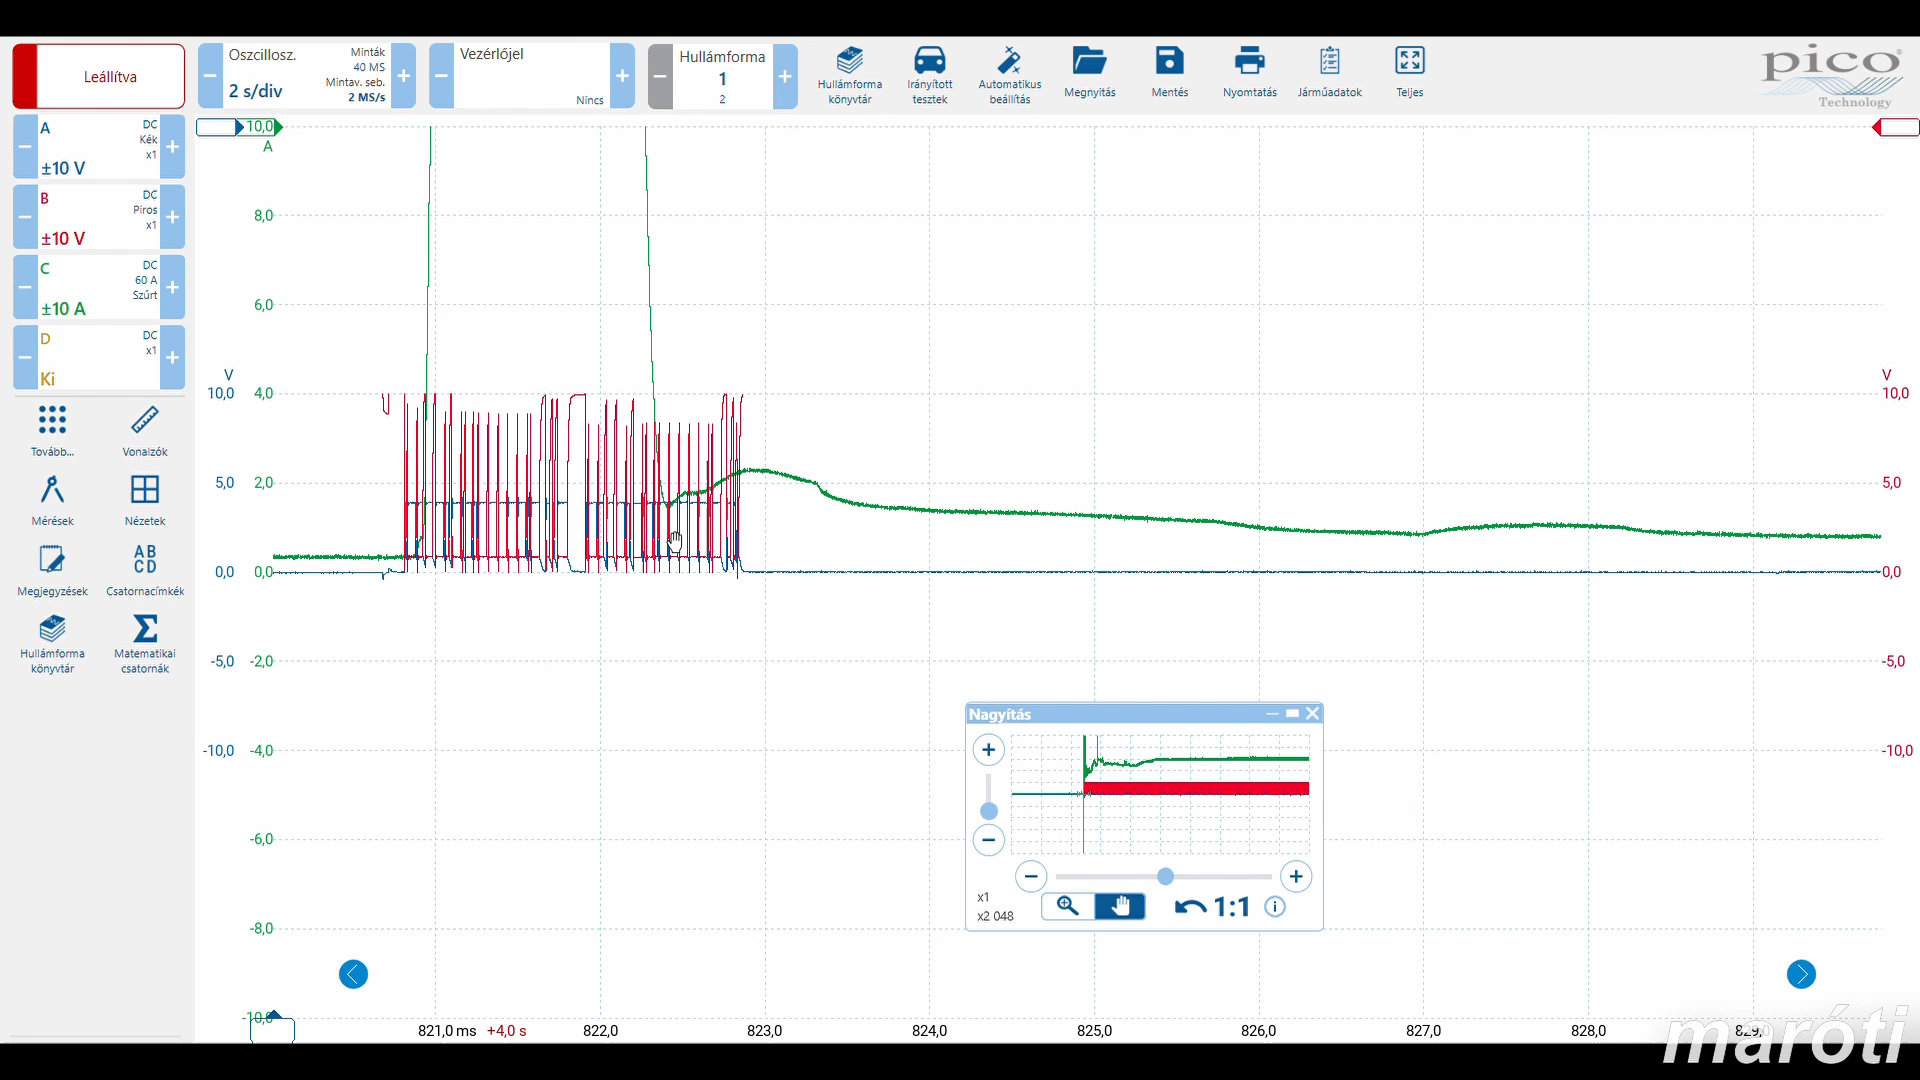 Leállítva
Oszcillosz.
2 s/div
Minták
40 MS
Mintav. seb.
2 MS/s
Vezérlőjel
Nincs
Hullámforma
1
2
Hullámforma
könyvtár
Irányított
tesztek
Automatikus
beállítás
Megnyitás
Mentés
Nyomtatás
Járműadatok
Teljes
pico
Technology
A
DC
Kék
x1
±10 V
B
DC
Piros
x1
±10 V
C
DC
60 A
Szűrt
±10 A
D
DC
x1
Ki
Tovább...
Vonalzók
Mérések
Nézetek
AB
CD
Megjegyzések
Csatornacímkék
Hullámforma
könyvtár
Matematikai
csatornák
10,0
A
8,0
6,0
V
10,0
4,0
5,0
2,0
0,0
0,0
-5,0
-2,0
-10,0
-4,0
-6,0
-8,0
-10,0
V
10,0
5,0
0,0
-5,0
-10,0
Nagyítás
x1
x2 048
1:1
821,0 ms
+4,0 s
822,0
823,0
824,0
825,0
826,0
827,0
828,0
829,0
maróti